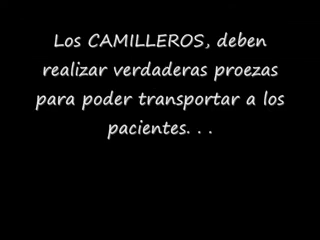 Los CAMILLEROS, deben
realizar verdaderas proezas
para poder transportar a los
pacientes. . .